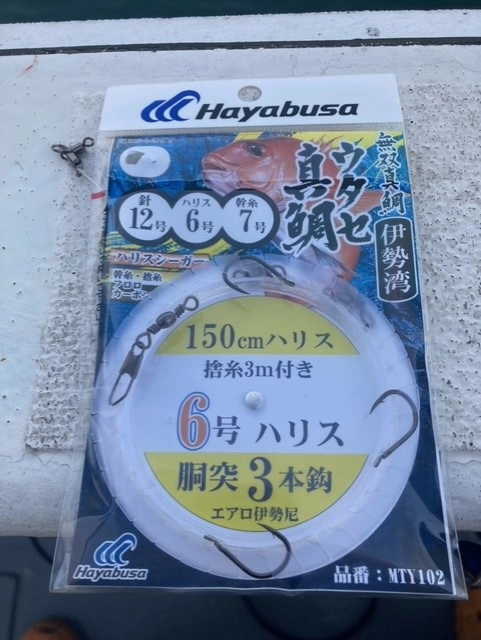 Hayabusa
無双真鯛
ウタセ
真鯛
伊勢湾
針
12号
ハリス
6号
幹糸
7号
ハリスシーガー
幹糸・捨糸
フロロ
カーボン
150cmハリス
捨糸3m付き
6号 ハリス
胴突3本鈎
エアロ伊勢尼
Hayabusa
品番：MTY102